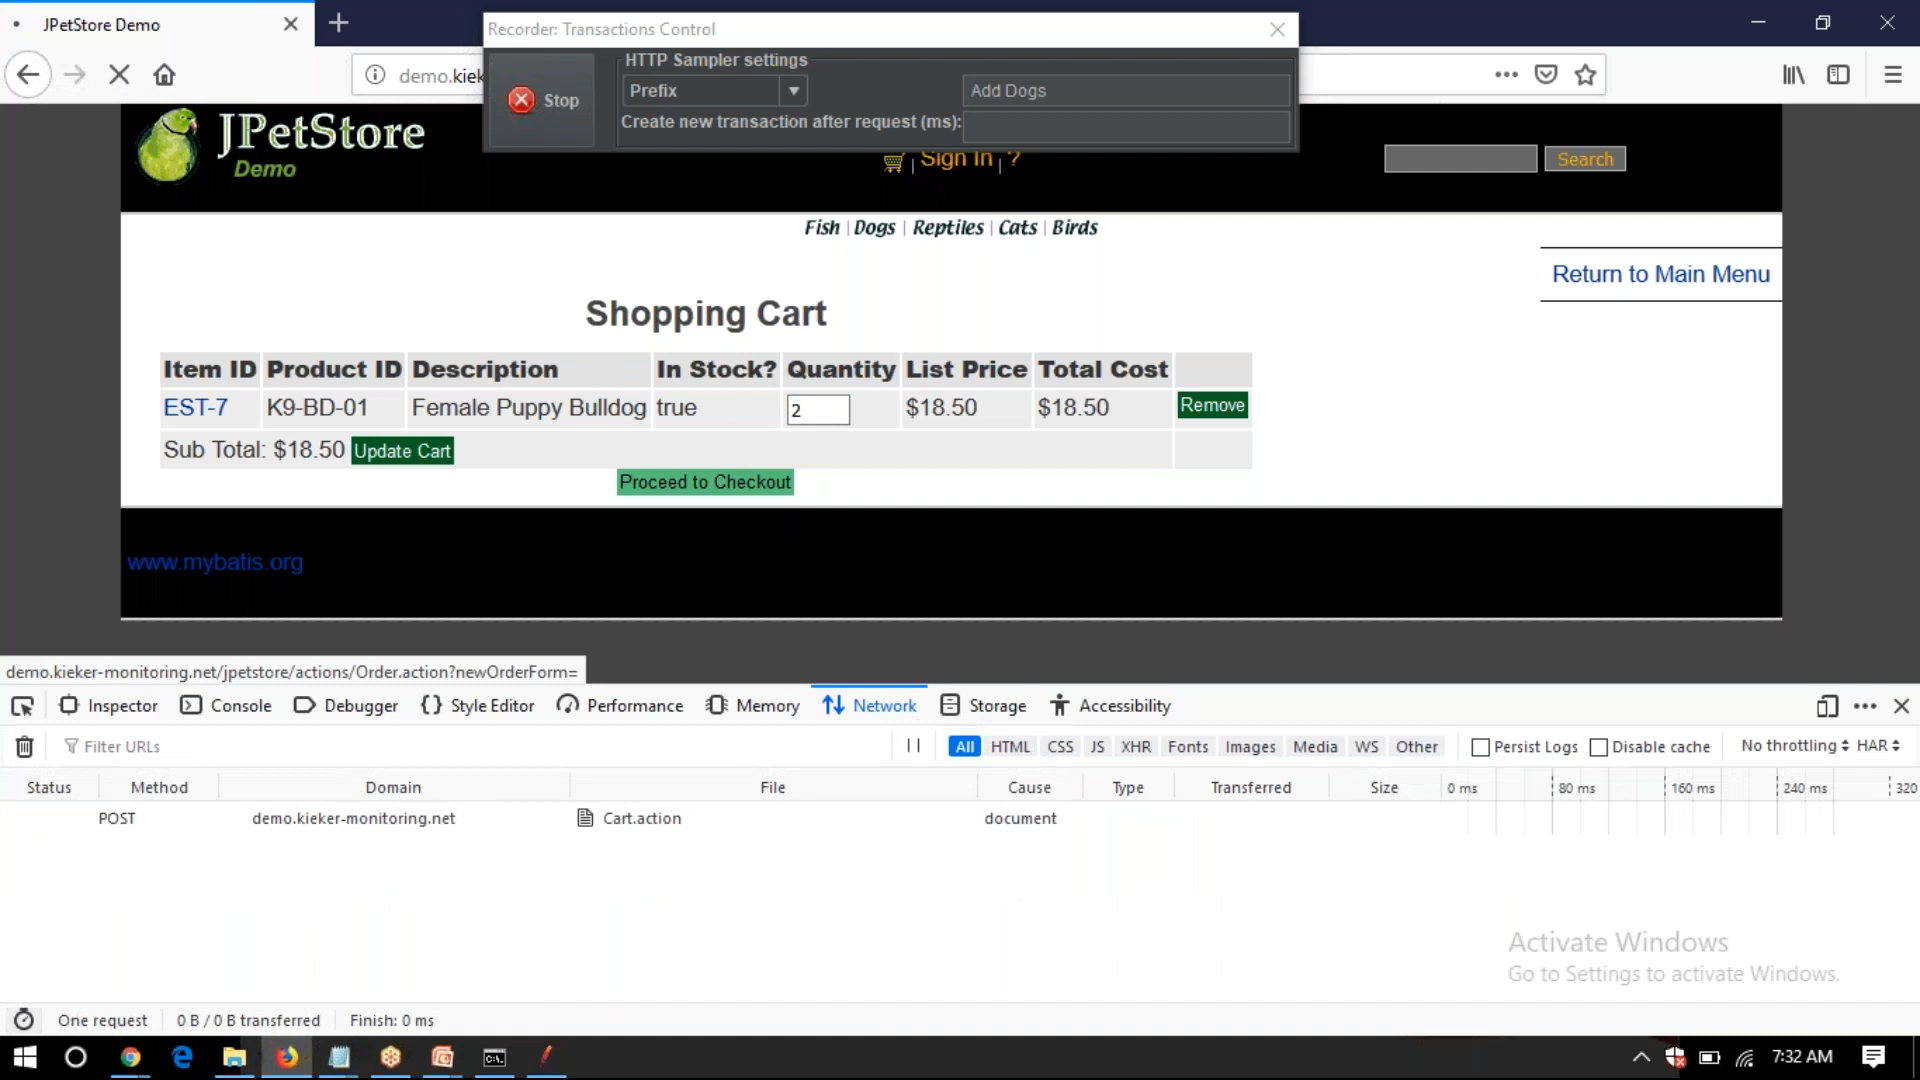 JPetStore Demo
Recorder: Transactions Control
HTTP Sampler settings
Stop
Prefix
Add Dogs
Create new transaction after request (ms):
demo.kiek
JPetStore
Demo
| Sign In | ?
Search
Fish | Dogs | Reptiles | Cats | Birds
Return to Main Menu
Shopping Cart
Item ID Product ID Description In Stock? Quantity List Price Total Cost
EST-7 K9-BD-01 Female Puppy Bulldog true 2 $18.50 $18.50 Remove
Sub Total: $18.50 Update Cart
Proceed to Checkout
www.mybatis.org
demo.kieker-monitoring.net/jpetstore/actions/Order.action?newOrderForm=
Inspector Console Debugger {} Style Editor Performance Memory Network Storage Accessibility
Filter URLs All HTML CSS JS XHR Fonts Images Media WS Other Persist Logs Disable cache No throttling HAR
Status Method Domain File Cause Type Transferred Size 0 ms 80 ms 160 ms 240 ms 320
POST demo.kieker-monitoring.net Cart.action document
Activate Windows
Go to Settings to activate Windows.
One request 0 B / 0 B transferred Finish: 0 ms
7:32 AM